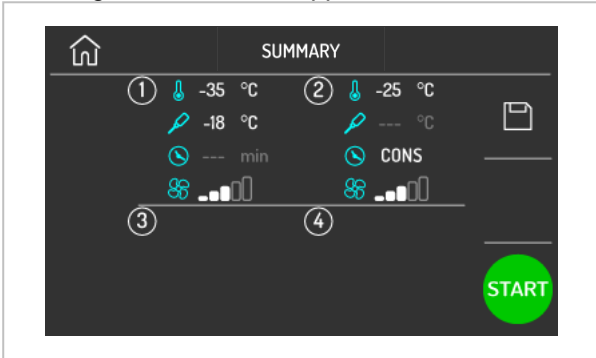 SUMMARY
1 -35 °C 2 -25 °C
-18 °C --- °C
--- min CONS
3 4
START